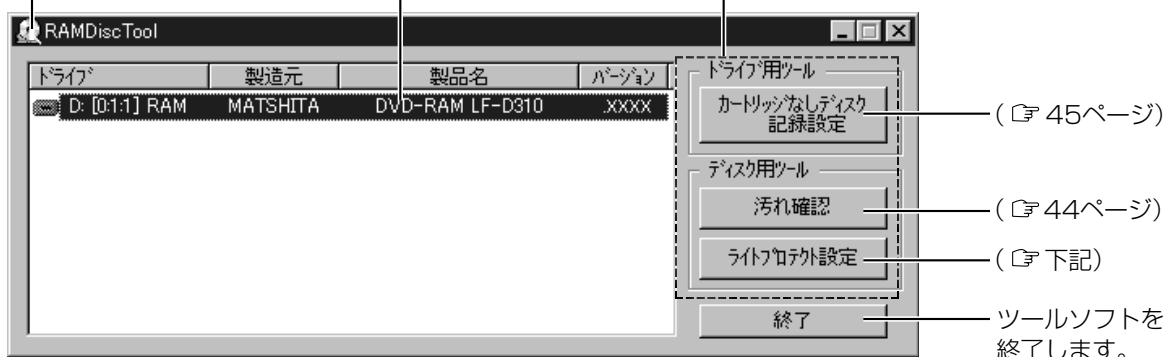 RAMDiscTool
ﾄﾞﾗｲﾌﾞ 製造元 製品名 ﾊﾞｰｼﾞｮﾝ
D: [0:1:1] RAM MATSHITA DVD-RAM LF-D310 .XXXX
ﾄﾞﾗｲﾌﾞ用ﾂｰﾙ
ｶｰﾄﾘｯｼﾞなしﾃﾞｨｽｸ
記録設定
(☞45ページ)
ﾃﾞｨｽｸ用ﾂｰﾙ
汚れ確認
(☞44ページ)
ﾗｲﾄﾌﾟﾛﾃｸﾄ設定
(☞下記)
終了
ツールソフトを
終了します。